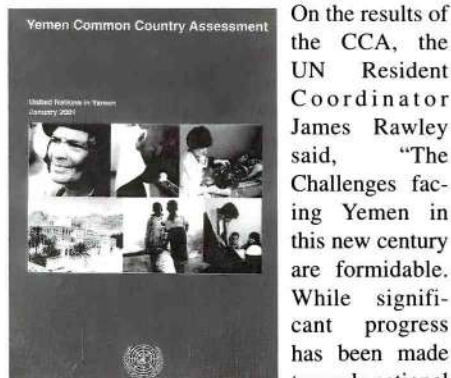 Yemen Common Country Assessment
United Nations in Yemen
January 2001
On the results of
the CCA, the
UN Resident
Coordinator
James Rawley
said, “The
Challenges fac-
ing Yemen in
this new century
are formidable.
While signifi-
cant progress
has been made